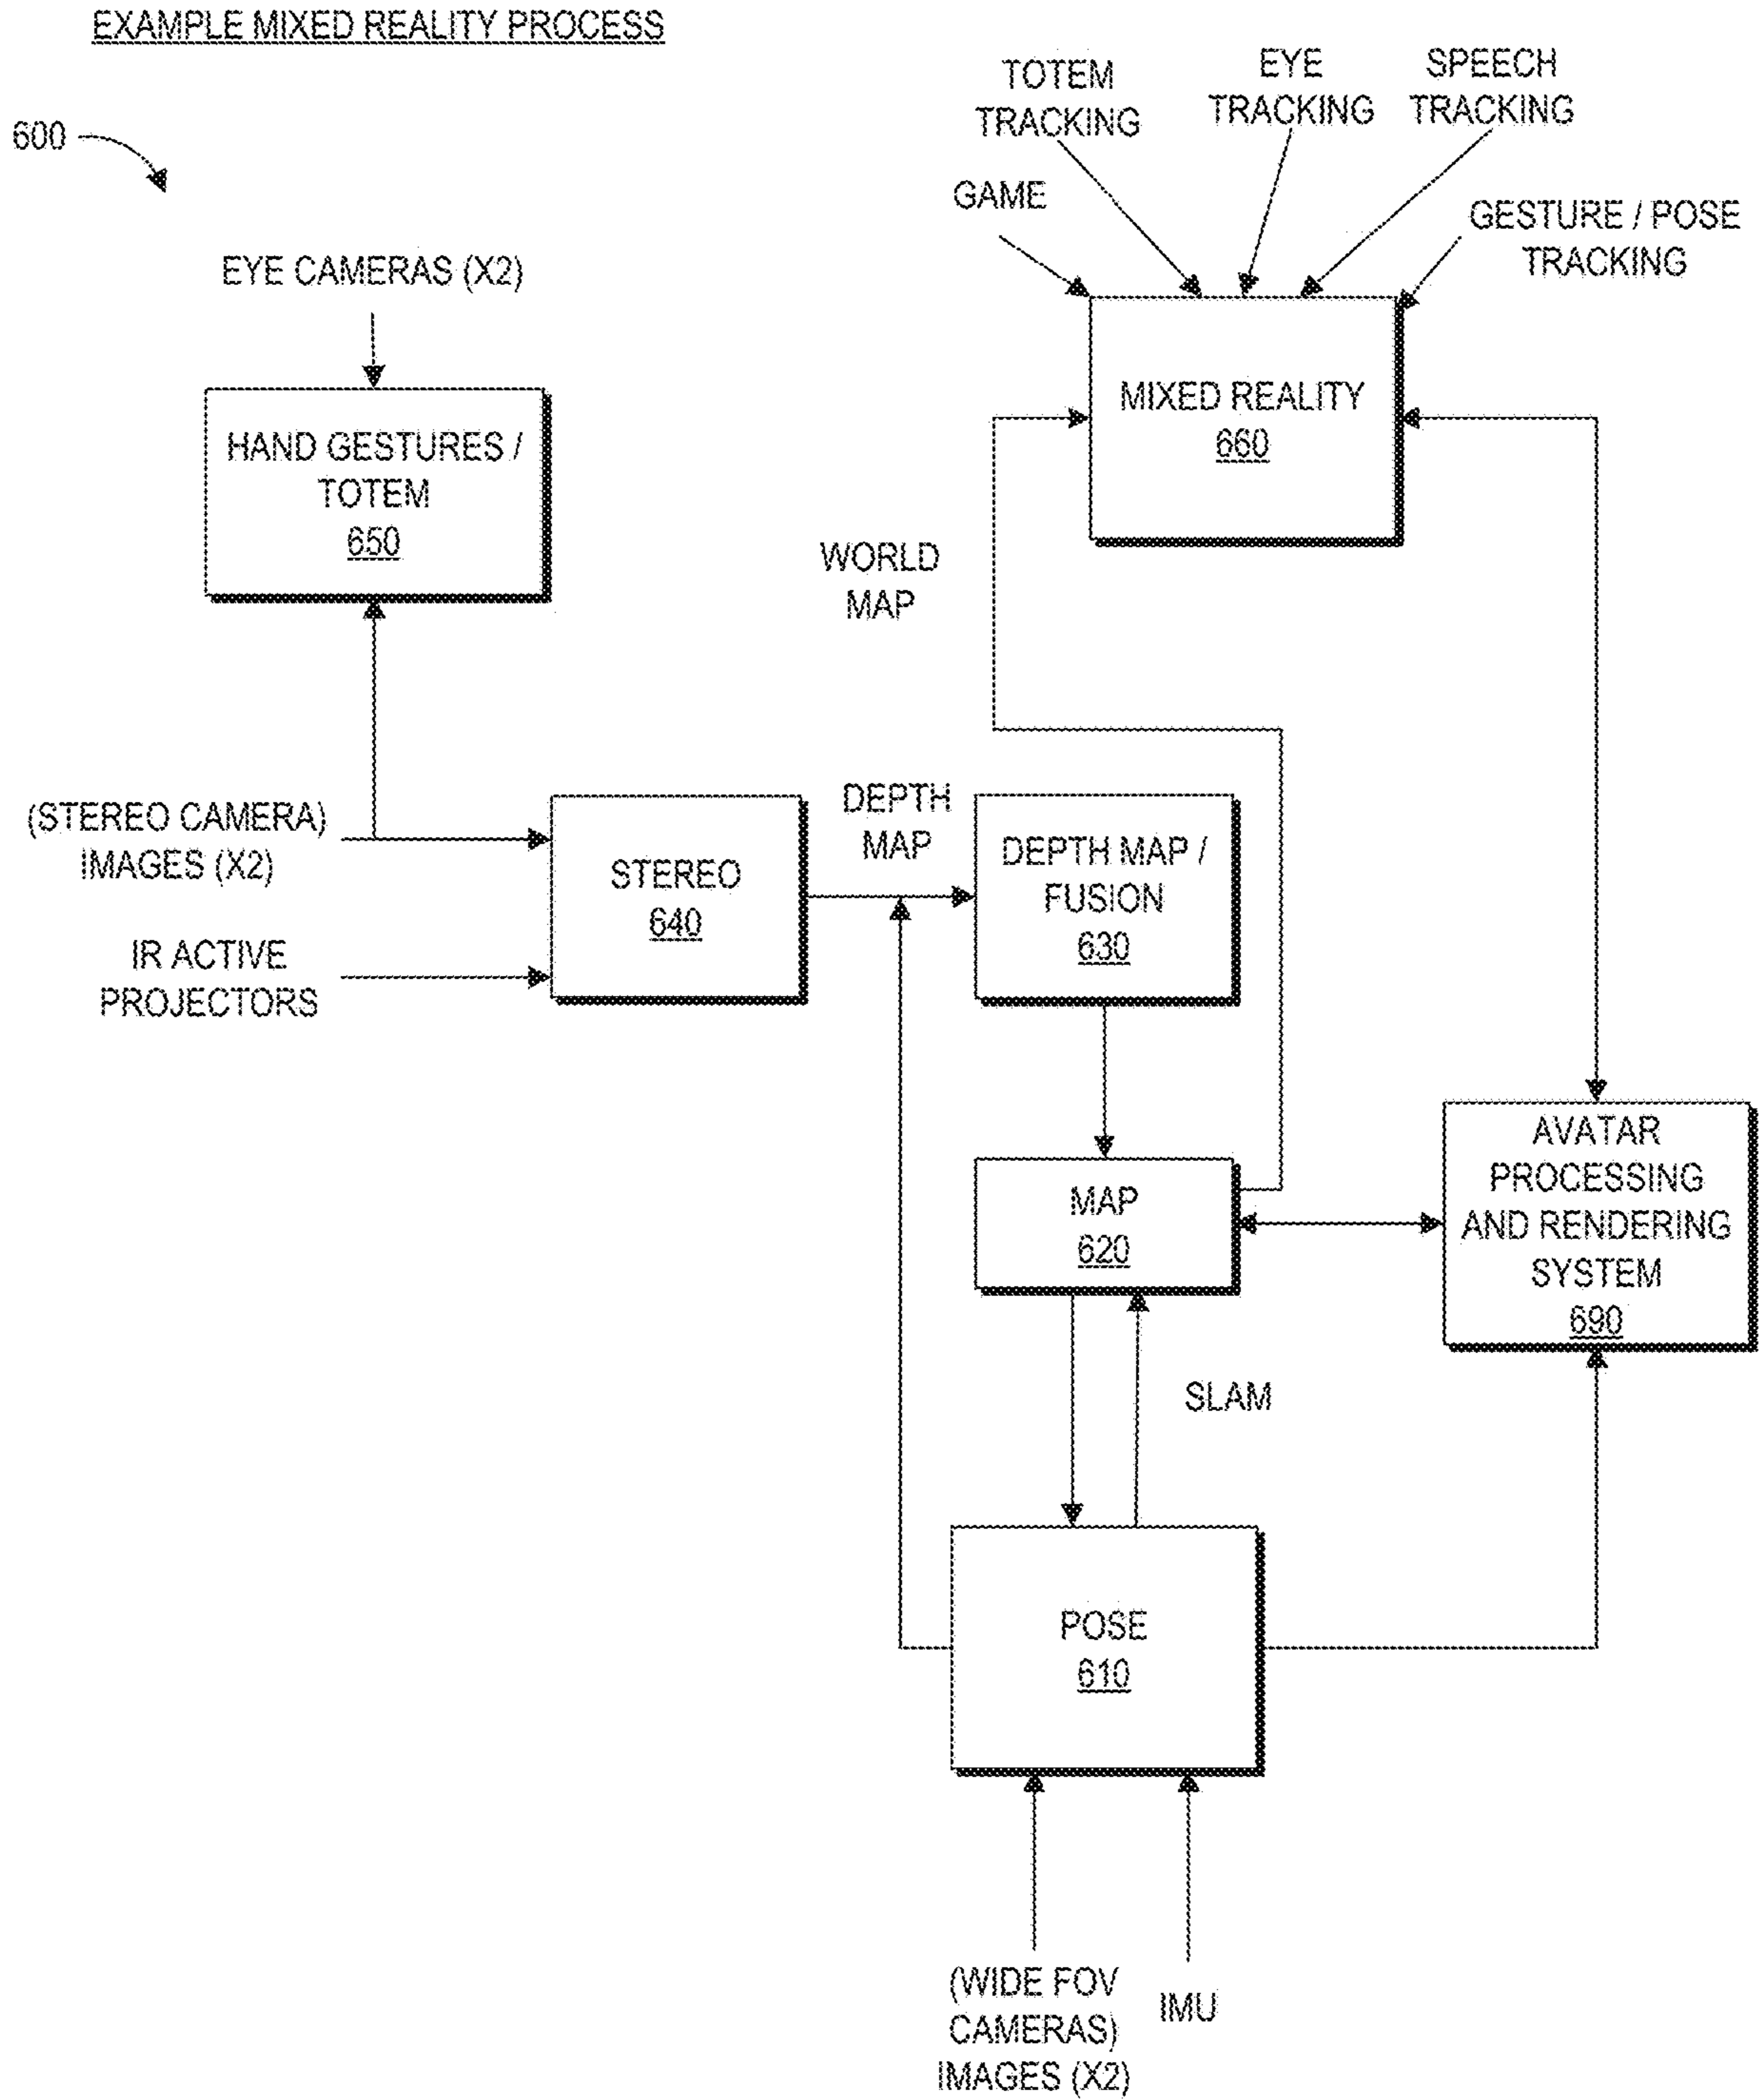 EXAMPLE MIXED REALITY PROCESS
600
TOTEM
TRACKING
EYE
TRACKING
SPEECH
TRACKING
GAME
GESTURE / POSE
TRACKING
EYE CAMERAS (X2)
HAND GESTURES /
TOTEM
650
MIXED REALITY
660
WORLD
MAP
(STEREO CAMERA)
IMAGES (X2)
IR ACTIVE
PROJECTORS
STEREO
640
DEPTH
MAP
DEPTH MAP /
FUSION
630
MAP
620
AVATAR
PROCESSING
AND RENDERING
SYSTEM
690
SLAM
POSE
610
(WIDE FOV
CAMERAS)
IMAGES (X2)
IMU